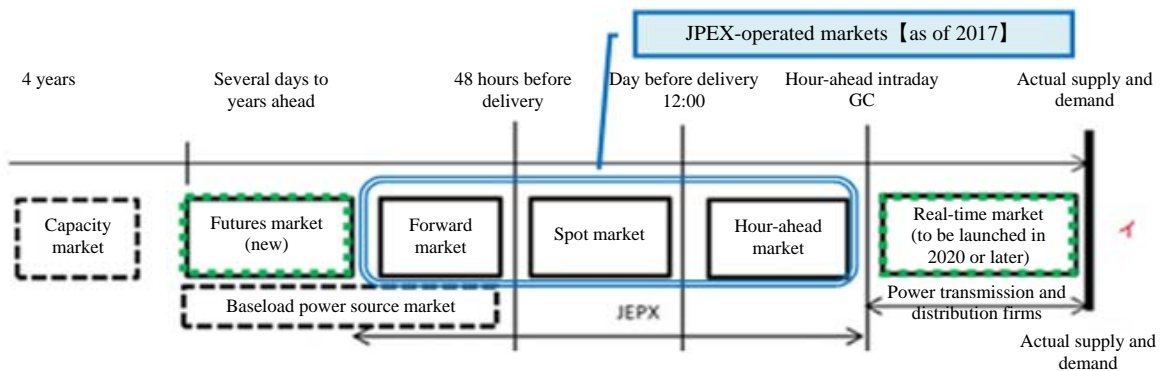 JPEX-operated markets【as of 2017】
4 years
Several days to
years ahead
48 hours before
delivery
Day before delivery
12:00
Hour-ahead intraday
GC
Actual supply and
demand
Capacity
market
Futures market
(new)
Forward
market
Spot market
Hour-ahead
market
Real-time market
(to be launched in
2020 or later)
イ
Baseload power source market
JEPX
Power transmission and
distribution firms
Actual supply and
demand